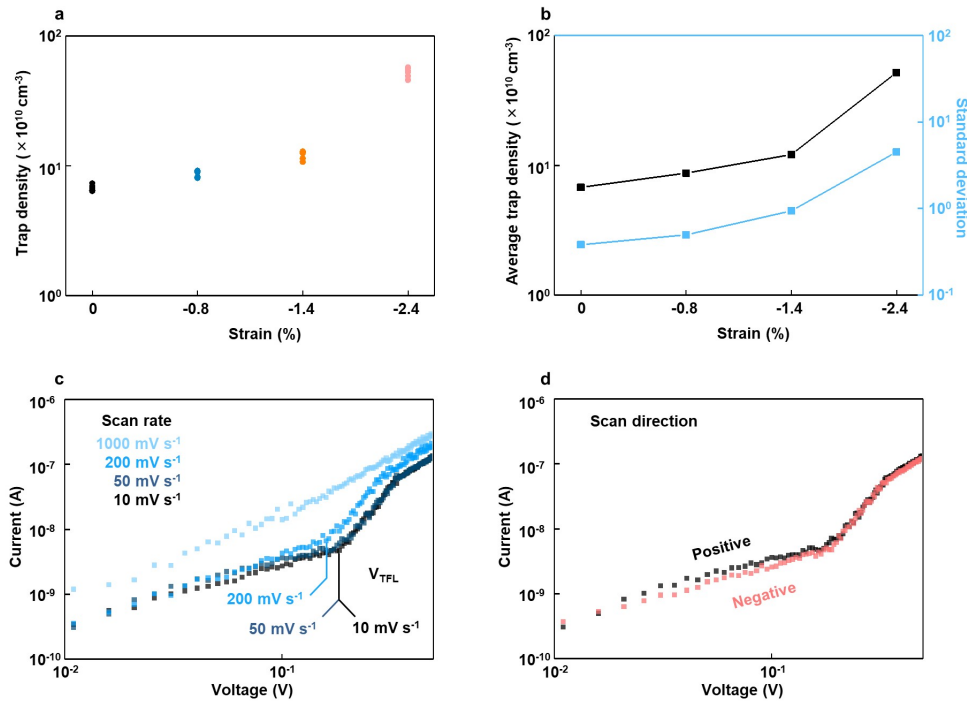 a
Trap density (×10¹⁰ cm⁻³)
10²
10¹
10⁰
0
-0.8
-1.4
-2.4
Strain (%)
b
Average trap density (×10¹⁰ cm⁻³)
10²
10¹
10⁰
0
-0.8
-1.4
-2.4
Strain (%)
10²
10¹
10⁰
10⁻¹
Standard deviation
c
Current (A)
10⁻⁶
10⁻⁷
10⁻⁸
10⁻⁹
10⁻¹⁰
Scan rate
1000 mV s⁻¹
200 mV s⁻¹
50 mV s⁻¹
10 mV s⁻¹
V_TFL
200 mV s⁻¹
50 mV s⁻¹
10 mV s⁻¹
10⁻²
10⁻¹
Voltage (V)
d
Current (A)
10⁻⁶
10⁻⁷
10⁻⁸
10⁻⁹
10⁻¹⁰
Scan direction
Positive
Negative
10⁻²
10⁻¹
Voltage (V)